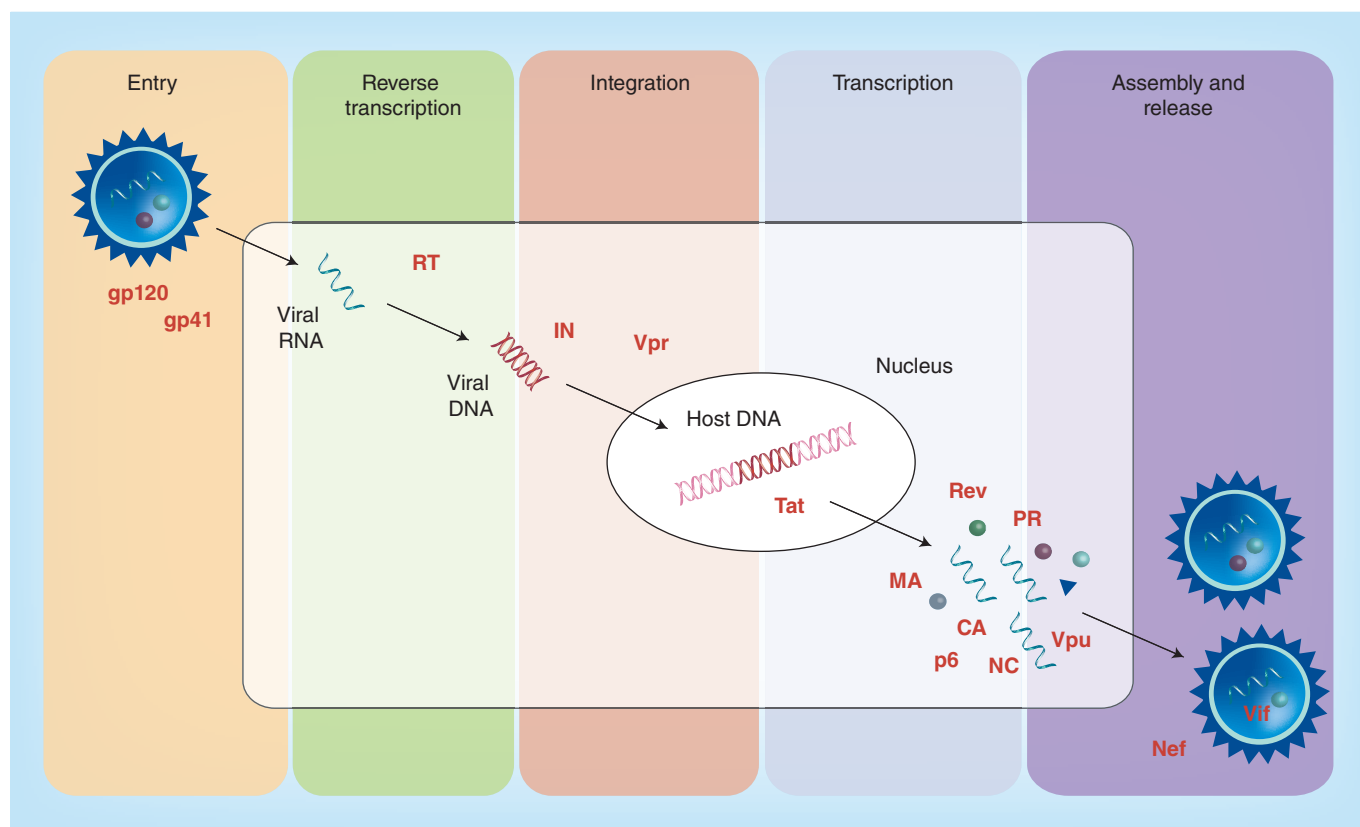 Entry
Reverse
transcription
Integration
Transcription
Assembly and
release
gp120
gp41
Viral
RNA
RT
Viral
DNA
IN
Vpr
Nucleus
Host DNA
Tat
Rev
PR
MA
CA
p6
NC
Vpu
Vif
Nef